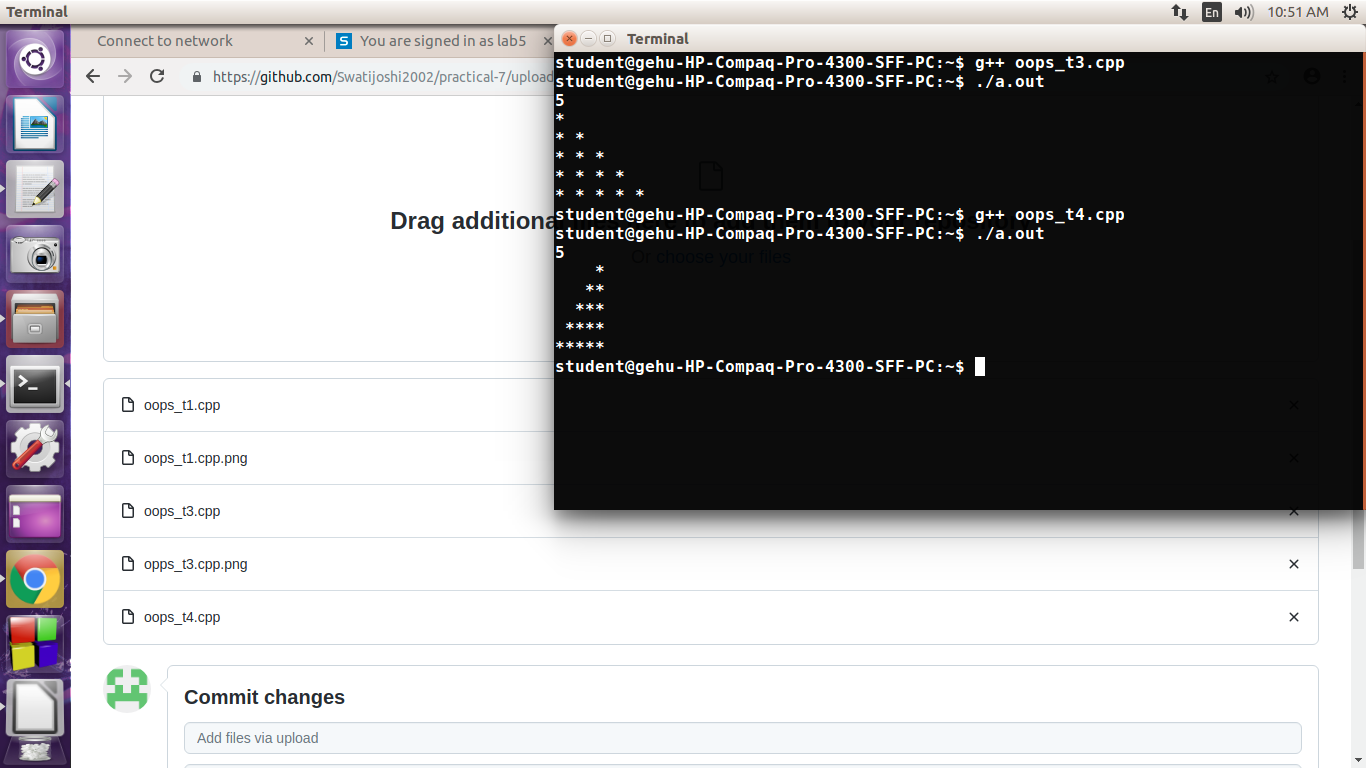 Terminal
En
10:51 AM
Connect to network
You are signed in as lab5
https://github.com/Swatijoshi2002/practical-7/upload
Terminal
student@gehu-HP-Compaq-Pro-4300-SFF-PC:~$ g++ oops_t3.cpp
student@gehu-HP-Compaq-Pro-4300-SFF-PC:~$ ./a.out
5
*
* *
* * *
* * * *
* * * * *
student@gehu-HP-Compaq-Pro-4300-SFF-PC:~$ g++ oops_t4.cpp
student@gehu-HP-Compaq-Pro-4300-SFF-PC:~$ ./a.out
5
    *
   **
  ***
 ****
*****
student@gehu-HP-Compaq-Pro-4300-SFF-PC:~$
Drag additiona
Or choose your files
oops_t1.cpp
oops_t1.cpp.png
oops_t3.cpp
opps_t3.cpp.png
oops_t4.cpp
Commit changes
Add files via upload